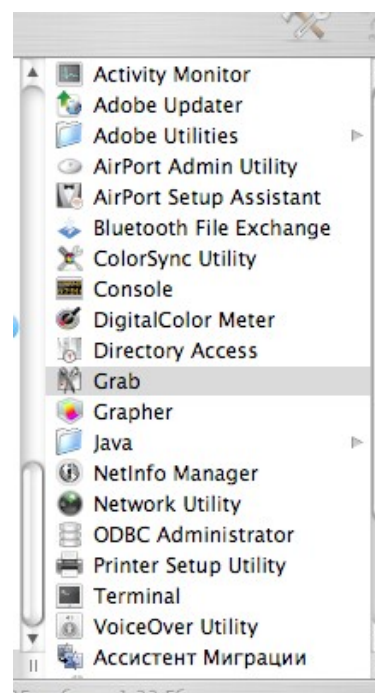 Activity Monitor
Adobe Updater
Adobe Utilities
AirPort Admin Utility
AirPort Setup Assistant
Bluetooth File Exchange
ColorSync Utility
Console
DigitalColor Meter
Directory Access
Grab
Grapher
Java
NetInfo Manager
Network Utility
ODBC Administrator
Printer Setup Utility
Terminal
VoiceOver Utility
Ассистент Миграции